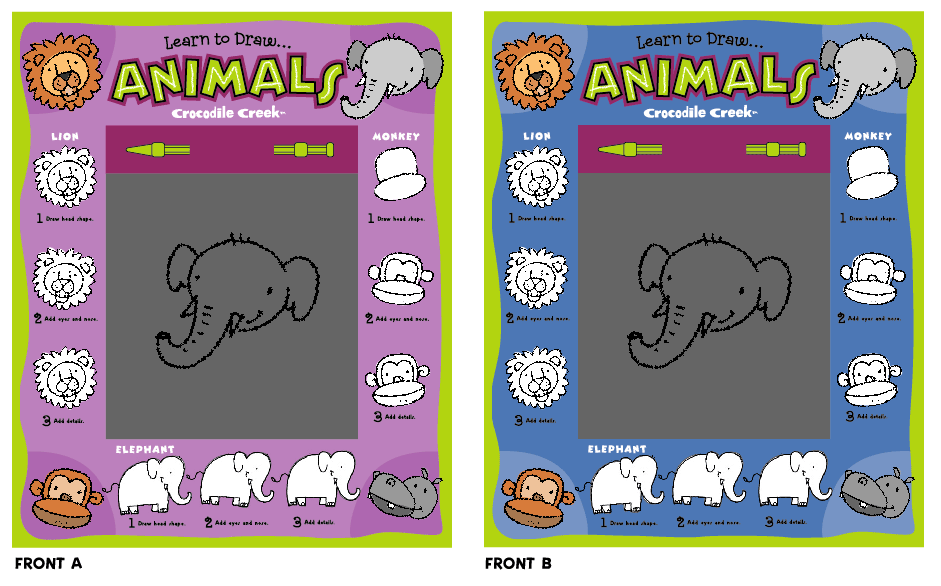 Learn to Draw...
ANIMALS
Crocodile Creek™
LION
MONKEY
1 Draw head shape.
1 Draw head shape.
2 Add eyes and nose.
2 Add eyes and nose.
3 Add details.
3 Add details.
ELEPHANT
1 Draw head shape.
2 Add eyes and nose.
3 Add details.
FRONT A
Learn to Draw...
ANIMALS
Crocodile Creek™
LION
MONKEY
1 Draw head shape.
1 Draw head shape.
2 Add eyes and nose.
2 Add eyes and nose.
3 Add details.
3 Add details.
ELEPHANT
1 Draw head shape.
2 Add eyes and nose.
3 Add details.
FRONT B